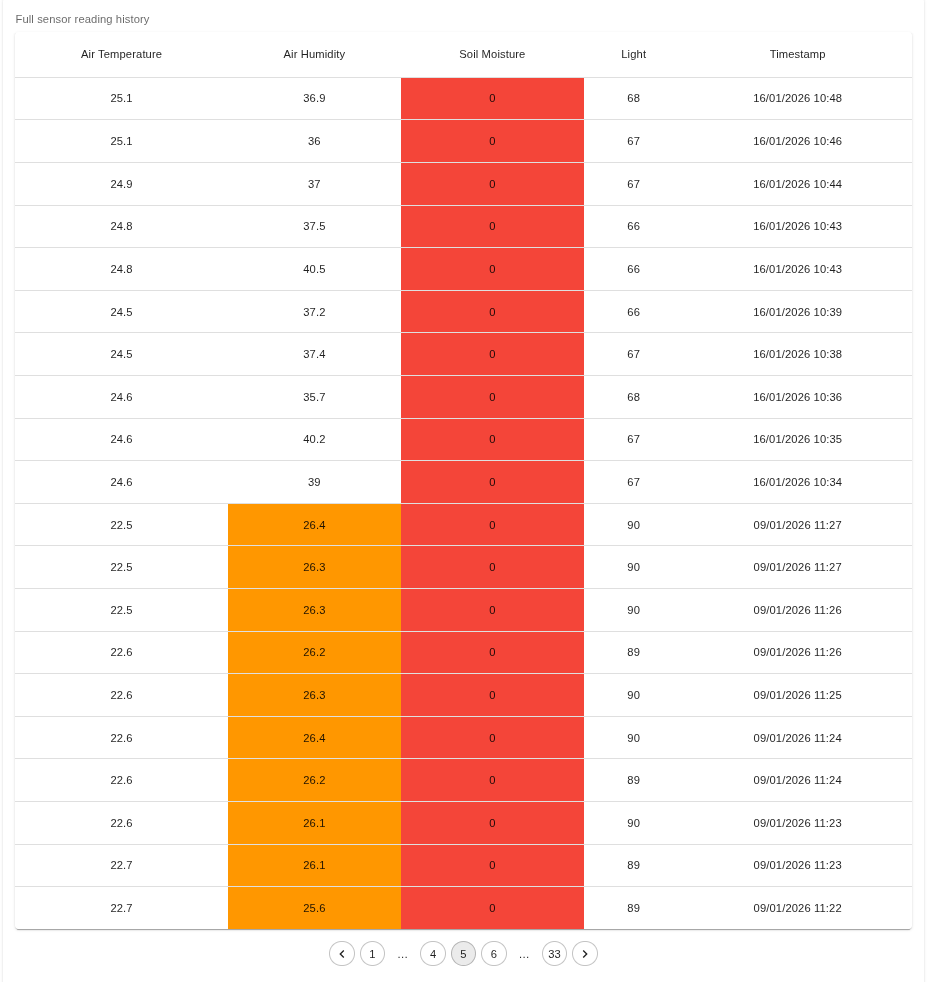 Full sensor reading history
Air Temperature Air Humidity Soil Moisture Light Timestamp
25.1 36.9 0 68 16/01/2026 10:48
25.1 36 0 67 16/01/2026 10:46
24.9 37 0 67 16/01/2026 10:44
24.8 37.5 0 66 16/01/2026 10:43
24.8 40.5 0 66 16/01/2026 10:43
24.5 37.2 0 66 16/01/2026 10:39
24.5 37.4 0 67 16/01/2026 10:38
24.6 35.7 0 68 16/01/2026 10:36
24.6 40.2 0 67 16/01/2026 10:35
24.6 39 0 67 16/01/2026 10:34
22.5 26.4 0 90 09/01/2026 11:27
22.5 26.3 0 90 09/01/2026 11:27
22.5 26.3 0 90 09/01/2026 11:26
22.6 26.2 0 89 09/01/2026 11:26
22.6 26.3 0 90 09/01/2026 11:25
22.6 26.4 0 90 09/01/2026 11:24
22.6 26.2 0 89 09/01/2026 11:24
22.6 26.1 0 90 09/01/2026 11:23
22.7 26.1 0 89 09/01/2026 11:23
22.7 25.6 0 89 09/01/2026 11:22
1 ... 4 5 6 ... 33